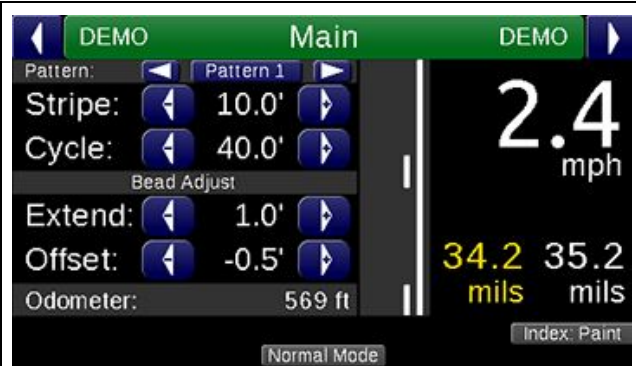 DEMO Main DEMO
Pattern: Pattern 1
Stripe: 10.0'
Cycle: 40.0'
Bead Adjust
Extend: 1.0'
Offset: -0.5'
Odometer: 569 ft
2.4
mph
34.2 35.2
mils mils
Index: Paint
Normal Mode